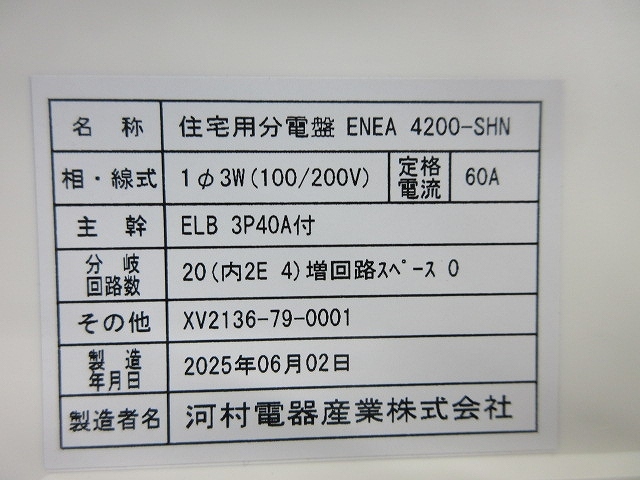 名 称 住宅用分電盤 ENEA 4200-SHN
相・線式 1φ3W(100/200V) 定格電流 60A
主 幹 ELB 3P40A付
分岐回路数 20(内2E 4)増回路ｽﾍﾟｰｽ 0
その他 XV2136-79-0001
製造年月日 2025年06月02日
製造者名 河村電器産業株式会社